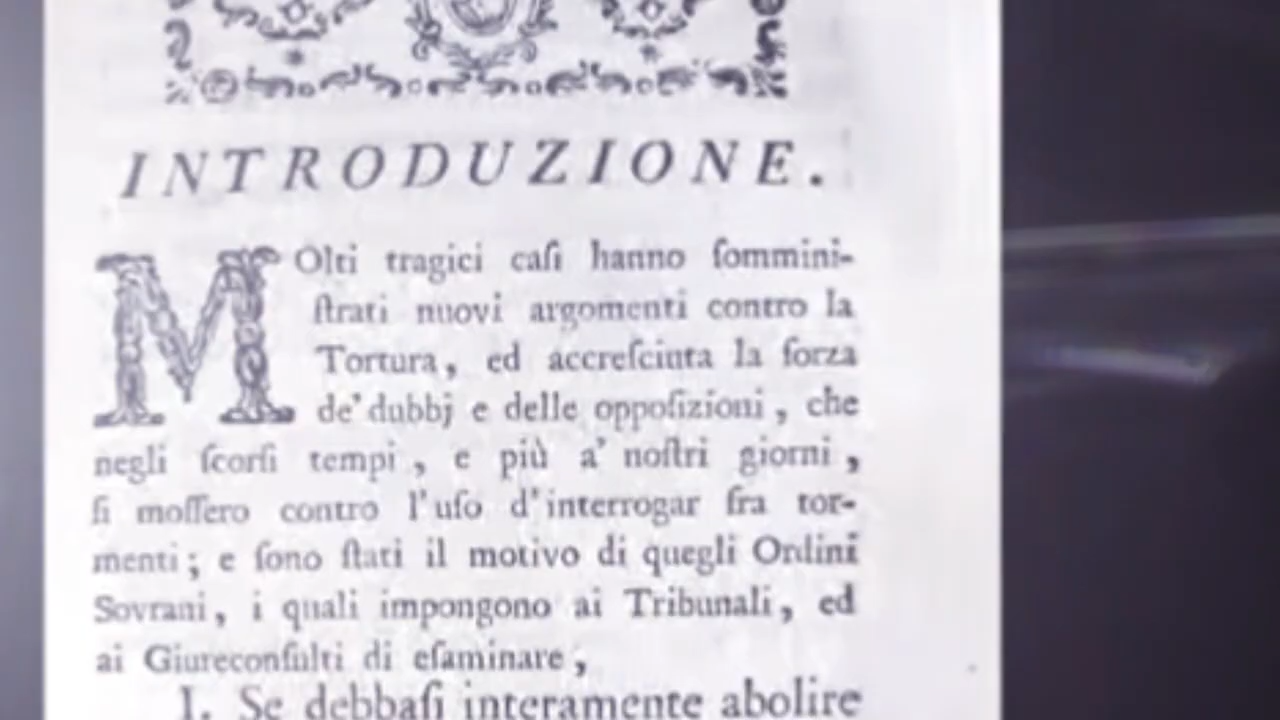 INTRODUZIONE.
MOlti tragici caſi hanno ſommini-
ſtrati nuovi argomenti contro la
Tortura, ed accreſciuta la forza
de' dubbj e delle oppoſizioni, che
negli ſcorſi tempi, e più a' noſtri giorni,
ſi moſſero contro l'uſo d'interrogar fra tor-
menti; e ſono ſtati il motivo di quegli Ordini
Sovrani, i quali impongono ai Tribunali, ed
ai Giureconſulti di eſaminare,
I. Se debbaſi interamente abolire